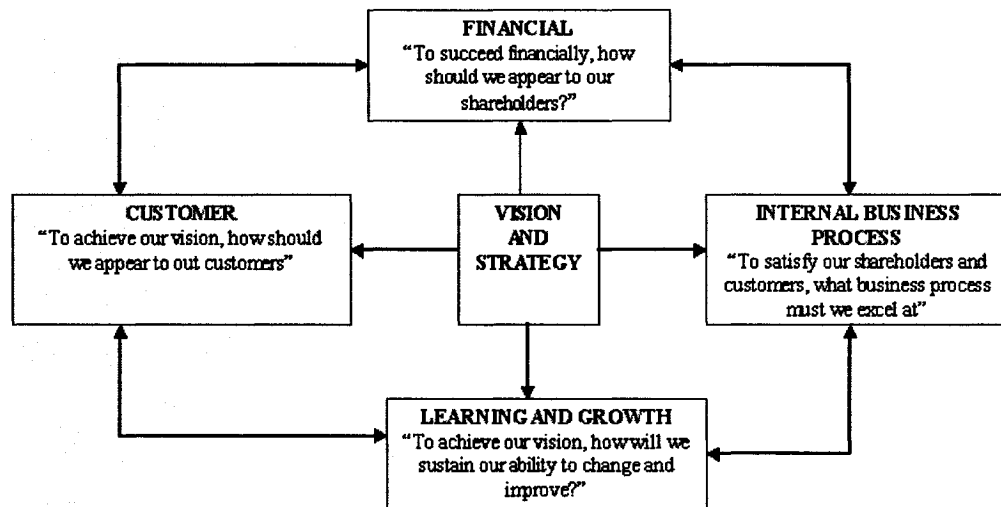 FINANCIAL
“To succeed financially, how
should we appear to our
shareholders?”
CUSTOMER
“To achieve our vision, how should
we appear to out customers”
VISION
AND
STRATEGY
INTERNAL BUSINESS
PROCESS
“To satisfy our shareholders and
customers, what business process
must we excel at”
LEARNING AND GROWTH
“To achieve our vision, how will we
sustain our ability to change and
improve?”